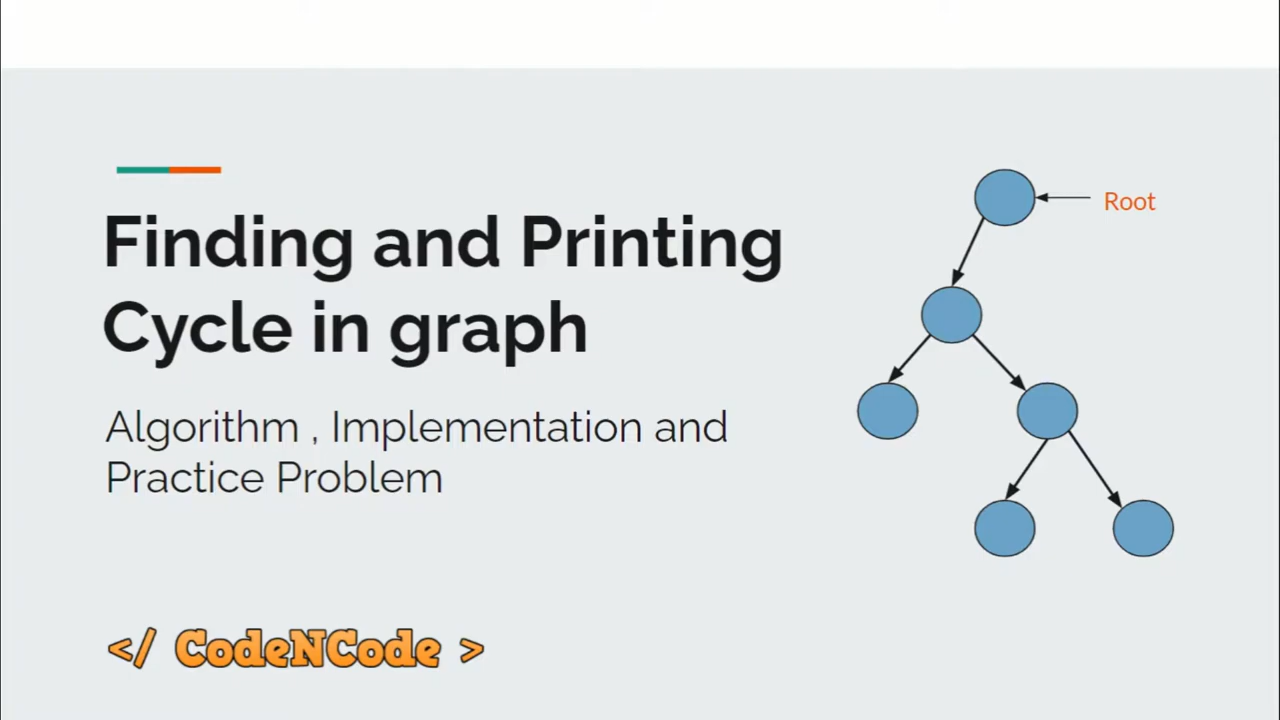 Finding and Printing
Cycle in graph
Algorithm , Implementation and
Practice Problem
Root
</ CodeNCode >